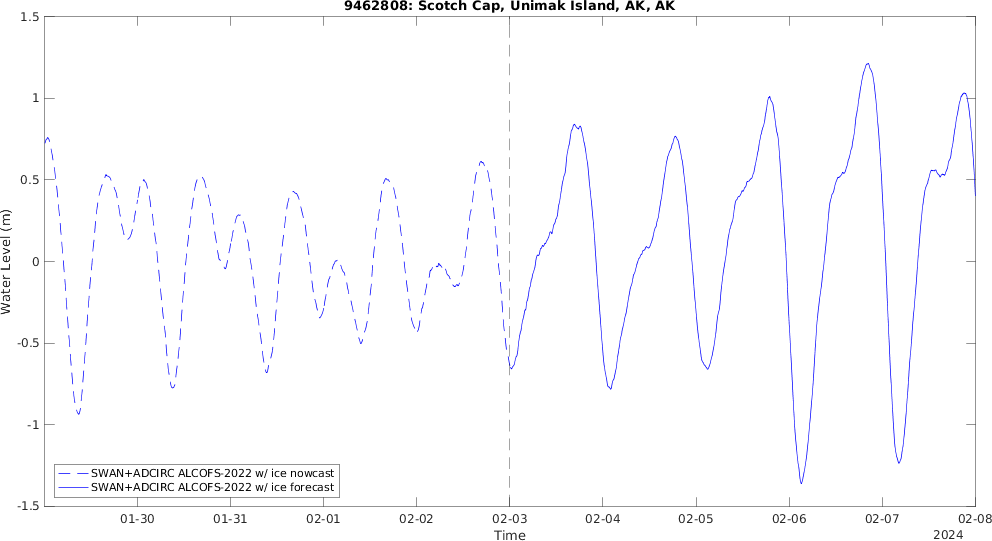 9462808: Scotch Cap, Unimak Island, AK, AK
1.5
1
0.5
0
-0.5
-1
-1.5
Water Level (m)
SWAN+ADCIRC ALCOFS-2022 w/ ice nowcast
SWAN+ADCIRC ALCOFS-2022 w/ ice forecast
01-30 01-31 02-01 02-02 02-03 02-04 02-05 02-06 02-07 02-08
Time
2024